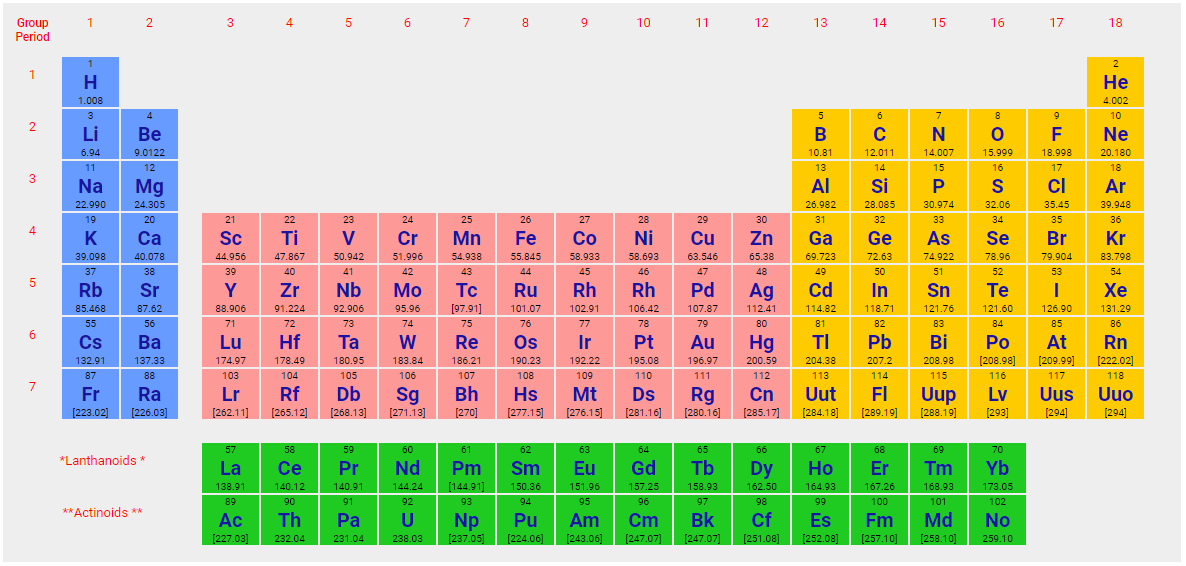 Group 1 2 3 4 5 6 7 8 9 10 11 12 13 14 15 16 17 18
Period
1 2
1 H He
1.008 4.002
3 4 5 6 7 8 9 10
2 Li Be B C N O F Ne
6.94 9.0122 10.81 12.011 14.007 15.999 18.998 20.180
11 12 13 14 15 16 17 18
3 Na Mg Al Si P S Cl Ar
22.990 24.305 26.982 28.085 30.974 32.06 35.45 39.948
19 20 21 22 23 24 25 26 27 28 29 30 31 32 33 34 35 36
4 K Ca Sc Ti V Cr Mn Fe Co Ni Cu Zn Ga Ge As Se Br Kr
39.098 40.078 44.956 47.867 50.942 51.996 54.938 55.845 58.933 58.693 63.546 65.38 69.723 72.63 74.922 78.96 79.904 83.798
37 38 39 40 41 42 43 44 45 46 47 48 49 50 51 52 53 54
5 Rb Sr Y Zr Nb Mo Tc Ru Rh Rh Pd Ag Cd In Sn Te I Xe
85.468 87.62 88.906 91.224 92.906 95.96 [97.91] 101.07 102.91 106.42 107.87 112.41 114.82 118.71 121.76 121.60 126.90 131.29
55 56 71 72 73 74 75 76 77 78 79 80 81 82 83 84 85 86
6 Cs Ba Lu Hf Ta W Re Os Ir Pt Au Hg Tl Pb Bi Po At Rn
132.91 137.33 174.97 178.49 180.95 183.84 186.21 190.23 192.22 195.08 196.97 200.59 204.38 207.2 208.98 [208.98] [209.99] [222.02]
87 88 103 104 105 106 107 108 109 110 111 112 113 114 115 116 117 118
7 Fr Ra Lr Rf Db Sg Bh Hs Mt Ds Rg Cn Uut Fl Uup Lv Uus Uuo
[223.02] [226.03] [262.11] [265.12] [268.13] [271.13] [270] [277.15] [276.15] [281.16] [280.16] [285.17] [284.18] [289.19] [288.19] [293] [294] [294]
57 58 59 60 61 62 63 64 65 66 67 68 69 70
*Lanthanoids * La Ce Pr Nd Pm Sm Eu Gd Tb Dy Ho Er Tm Yb
138.91 140.12 140.91 144.24 [144.91] 150.36 151.96 157.25 158.93 162.50 164.93 167.26 168.93 173.05
89 90 91 92 93 94 95 96 97 98 99 100 101 102
**Actinoids ** Ac Th Pa U Np Pu Am Cm Bk Cf Es Fm Md No
[227.03] 232.04 231.04 238.03 [237.05] [224.06] [243.06] [247.07] [247.07] [251.08] [252.08] [257.10] [258.10] 259.10